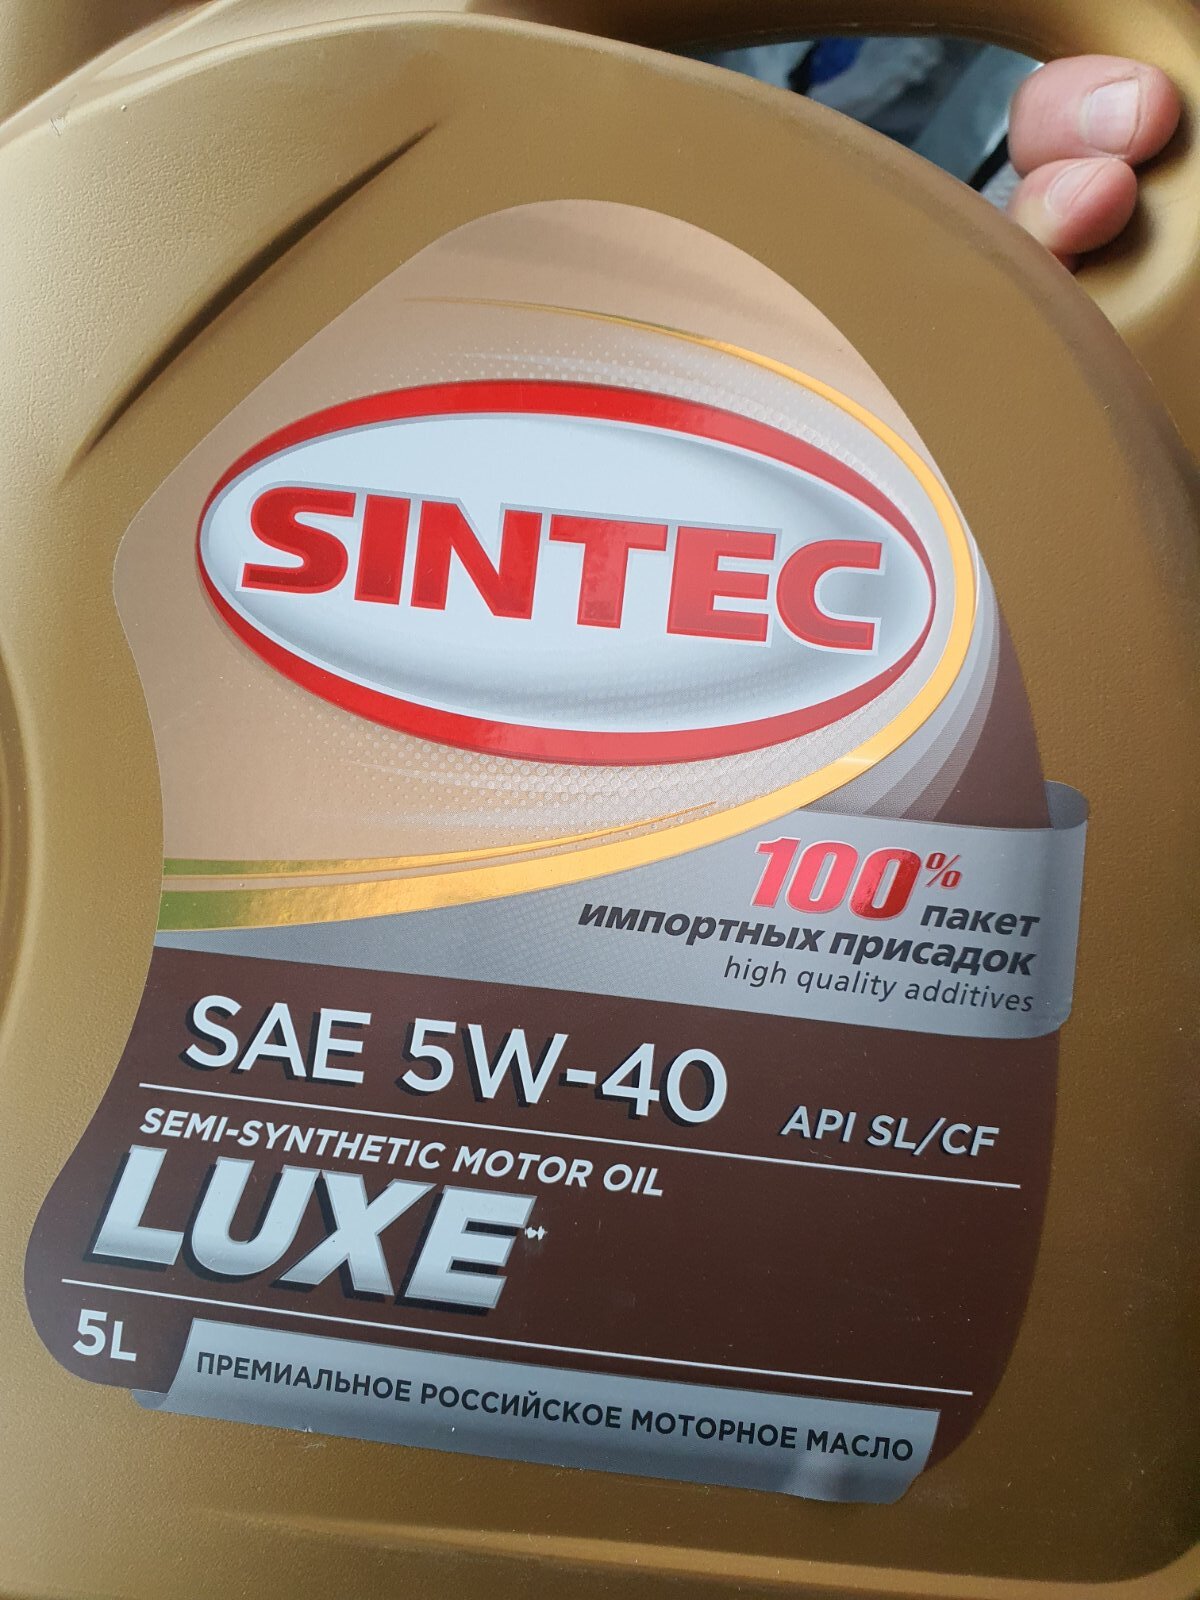 SINTEC
100%
пакет
импортных присадок
high quality additives
SAE 5W-40
API SL/CF
SEMI-SYNTHETIC MOTOR OIL
LUXE
5L
ПРЕМИАЛЬНОЕ РОССИЙСКОЕ МОТОРНОЕ МАСЛО